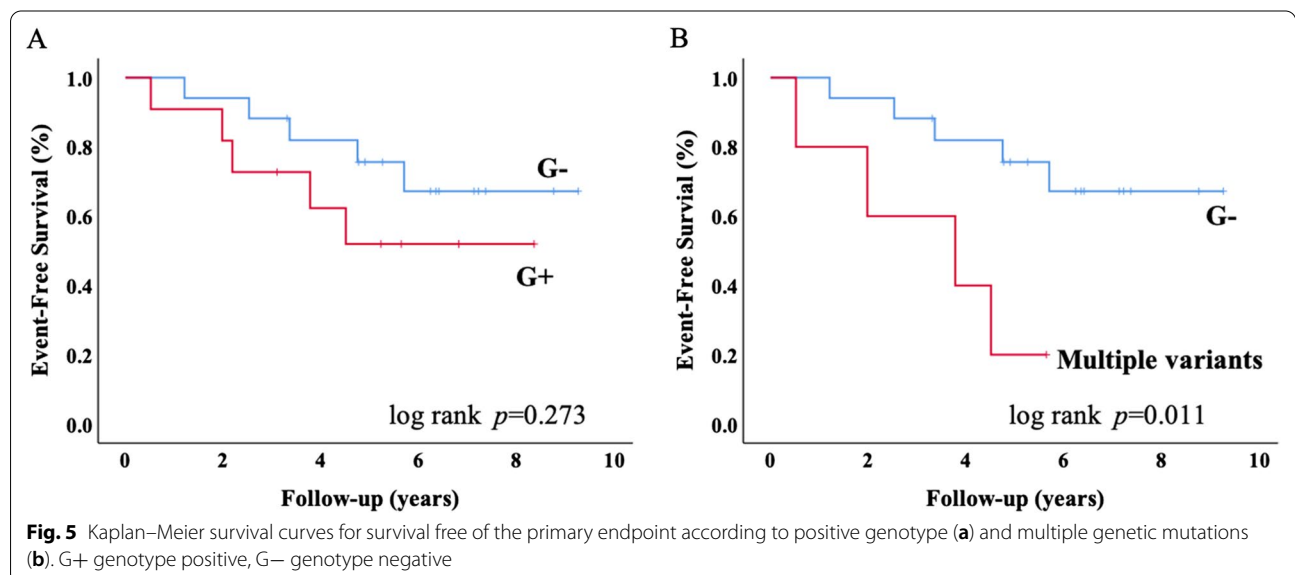 A
Event-Free Survival (%)
1.0
0.8
0.6
0.4
0.2
0.0
G-
G+
log rank p=0.273
0 2 4 6 8 10
Follow-up (years)
B
Event-Free Survial (%)
1.0
0.8
0.6
0.4
0.2
0.0
G-
Multiple variants
log rank p=0.011
0 2 4 6 8 10
Follow-up (years)
Fig. 5 Kaplan–Meier survival curves for survival free of the primary endpoint according to positive genotype (a) and multiple genetic mutations
(b). G+ genotype positive, G− genotype negative